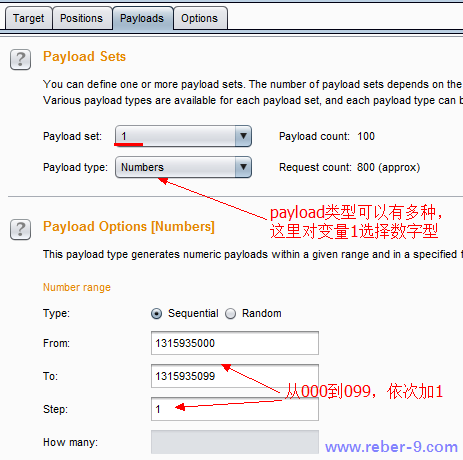 Target Positions Payloads Options
? Payload Sets
You can define one or more payload sets. The number of payload sets depends on the
Various payload types are available for each payload set, and each payload type can b
Payload set: 1 Payload count: 100
Payload type: Numbers Request count: 800 (approx)
payload类型可以有多种，
这里对变量1选择数字型
? Payload Options [Numbers]
This payload type generates numeric payloads within a given range and in a specified f
Number range
Type: Sequential Random
From: 1315935000
To: 1315935099
从000到099，依次加1
Step: 1
How many:
www.reber-9.com